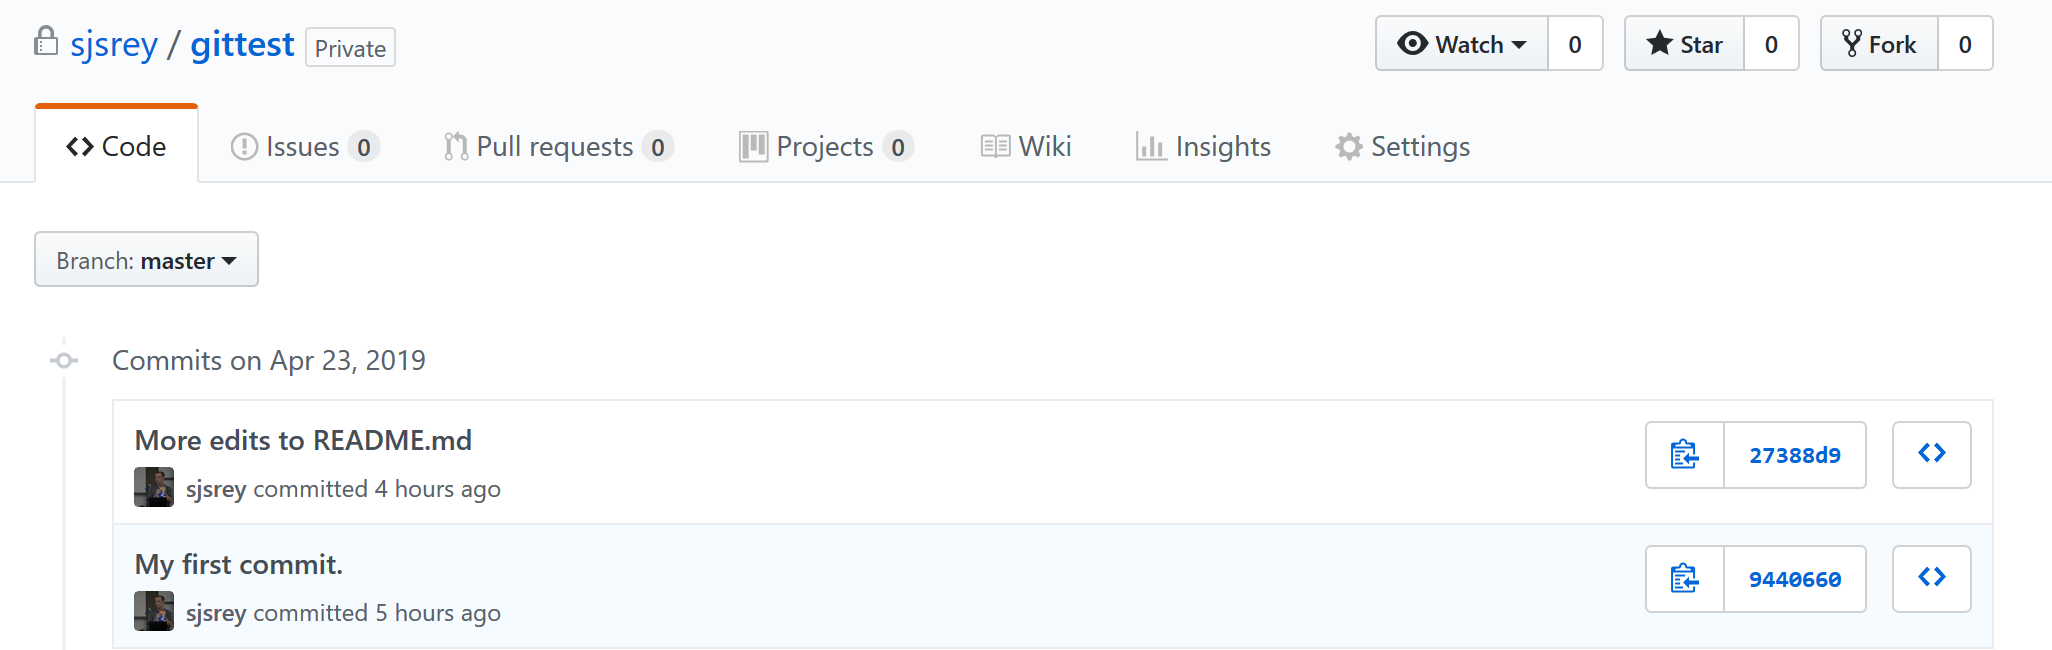 sjsrey / gittest Private Watch 0 Star 0 Fork 0
Code Issues 0 Pull requests 0 Projects 0 Wiki Insights Settings
Branch: master
Commits on Apr 23, 2019
More edits to README.md
sjsrey committed 4 hours ago
27388d9
My first commit.
sjsrey committed 5 hours ago
9440660